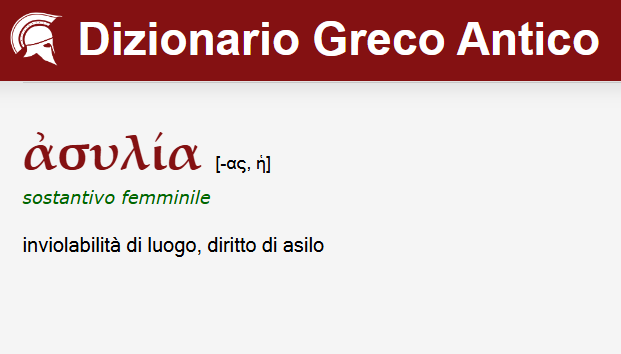 Dizionario Greco Antico
ἀσυλία [-ας, ἡ]
sostantivo femminile
inviolabilità di luogo, diritto di asilo